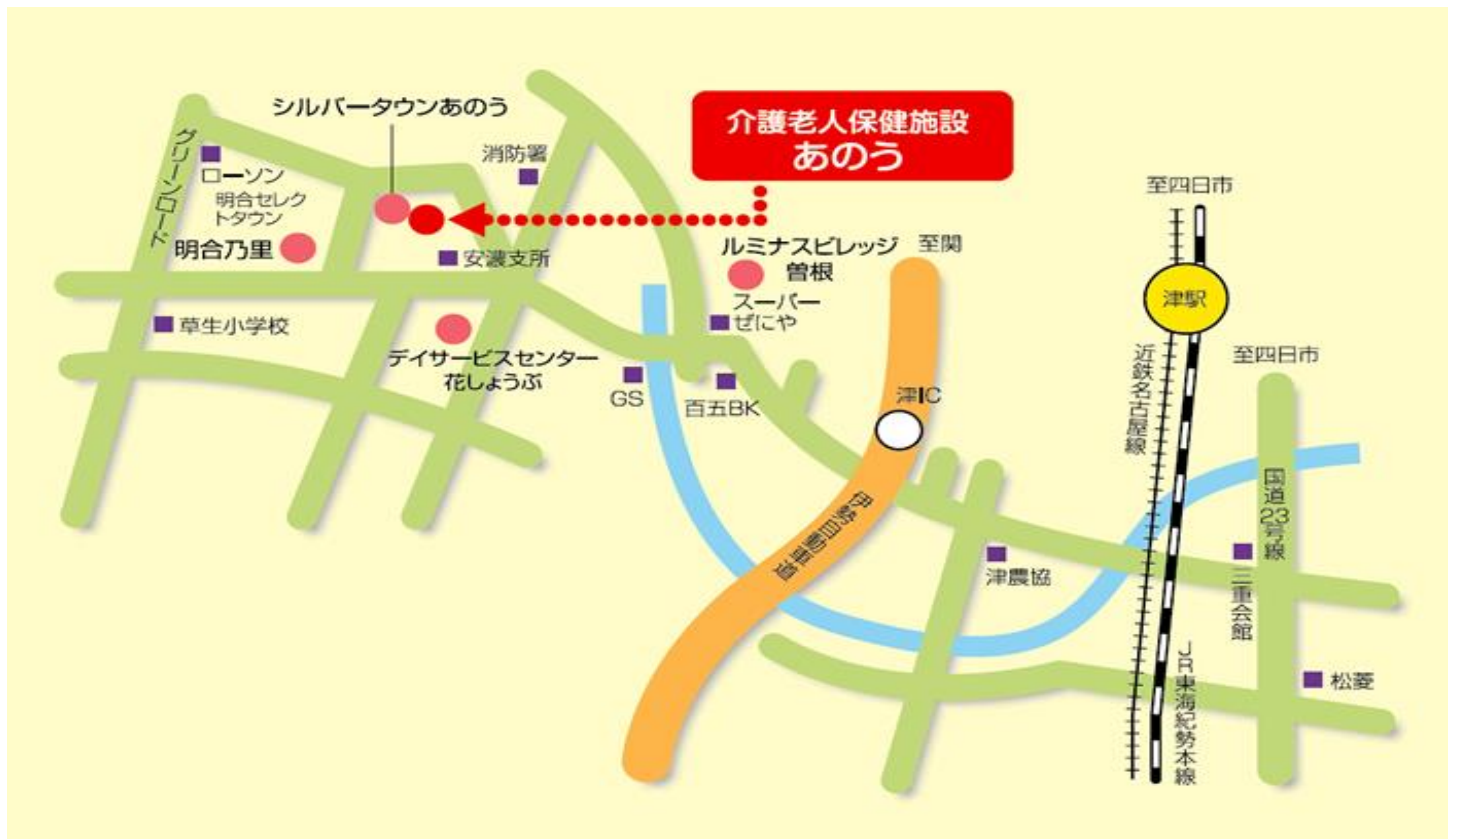 シルバータウンあのう
介護老人保健施設
あのう
消防署
グリーンロード
ローソン
明合セレク
トタウン
明合乃里
安濃支所
ルミナスビレッジ
曽根
至関
至四日市
津駅
スーパー
ぜにや
草生小学校
デイサービスセンター
花しょうぶ
GS
百五BK
津IC
近鉄名古屋線
至四日市
伊勢自動車道
国道23号線
津農協
三重会館
JR東海紀勢本線
松菱